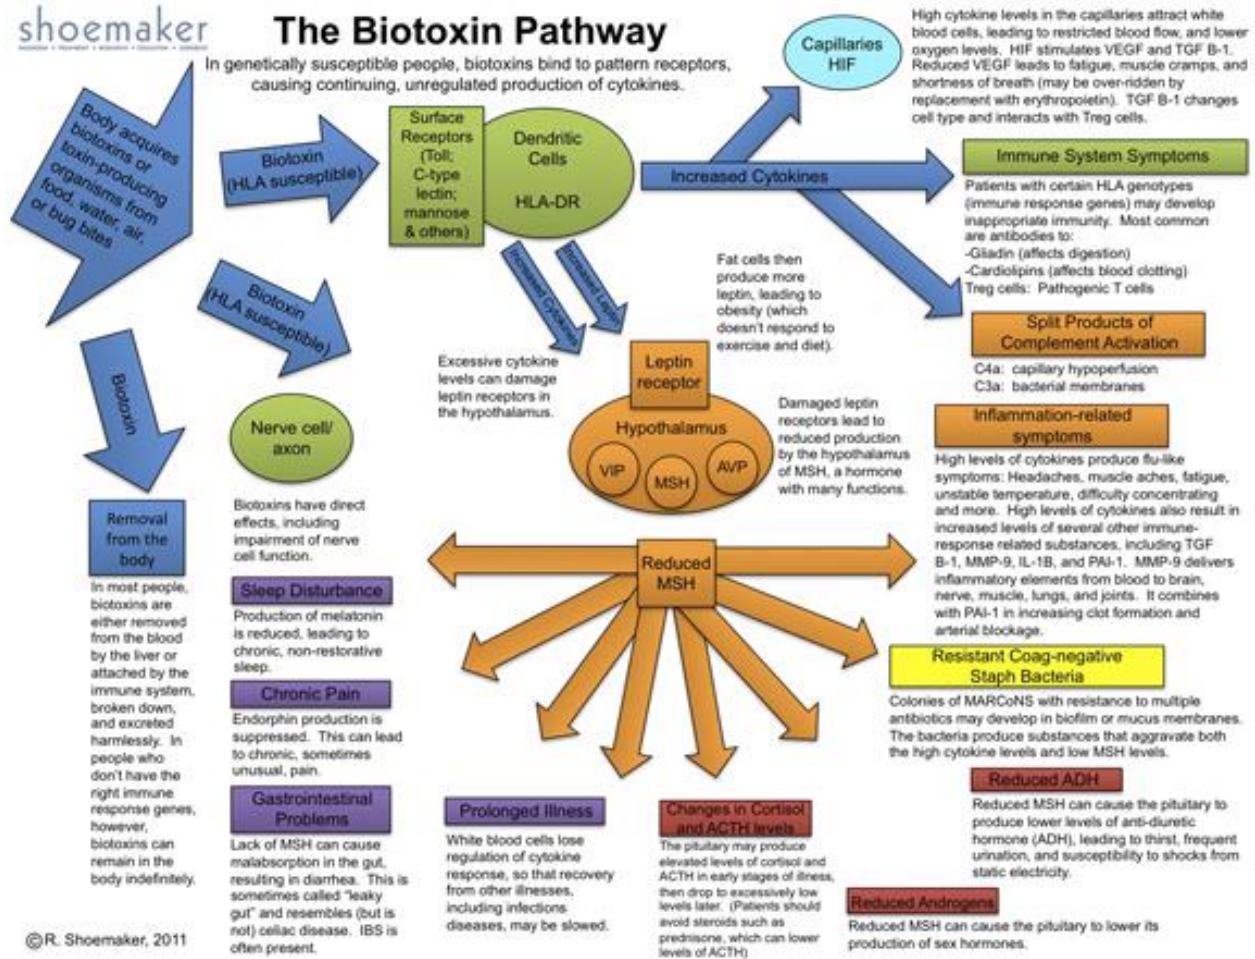 shoemaker
The Biotoxin Pathway
In genetically susceptible people, biotoxins bind to pattern receptors,
causing continuing, unregulated production of cytokines.
Body acquires
biotoxins or
toxin-producing
organisms from
food, water, air,
or bug bites
Biotoxin
(HLA susceptible)
Surface
Receptors
(Toll;
C-type
lectin;
mannose
& others)
Dendritic
Cells
HLA-DR
Increased Cytokines
Capillaries
HIF
High cytokine levels in the capillaries attract white
blood cells, leading to restricted blood flow, and lower
oxygen levels. HIF stimulates VEGF and TGF B-1.
Reduced VEGF leads to fatigue, muscle cramps, and
shortness of breath (may be over-ridden by
replacement with erythropoietin). TGF B-1 changes
cell type and interacts with Treg cells.
Immune System Symptoms
Patients with certain HLA genotypes
(immune response genes) may develop
inappropriate immunity. Most common
are antibodies to:
-Gliadin (affects digestion)
-Cardiolipins (affects blood clotting)
Treg cells: Pathogenic T cells
Split Products of
Complement Activation
C4a: capillary hypoperfusion
C3a: bacterial membranes
Biotoxin
(HLA susceptible)
Biotoxin
Increased Cytokines
Increased Leptin
Fat cells then
produce more
leptin, leading to
obesity (which
doesn't respond to
exercise and diet).
Excessive cytokine
levels can damage
leptin receptors in
the hypothalamus.
Leptin
receptor
Hypothalamus
VIP
MSH
AVP
Damaged leptin
receptors lead to
reduced production
by the hypothalamus
of MSH, a hormone
with many functions.
Inflammation-related
symptoms
High levels of cytokines produce flu-like
symptoms: Headaches, muscle aches, fatigue,
unstable temperature, difficulty concentrating
and more. High levels of cytokines also result in
increased levels of several other immune-
response related substances, including TGF
B-1, MMP-9, IL-1B, and PAI-1. MMP-9 delivers
inflammatory elements from blood to brain,
nerve, muscle, lungs, and joints. It combines
with PAI-1 in increasing clot formation and
arterial blockage.
Nerve cell/
axon
Biotoxins have direct
effects, including
impairment of nerve
cell function.
Removal
from the
body
In most people,
biotoxins are
either removed
from the blood
by the liver or
attached by the
immune system,
broken down,
and excreted
harmlessly. In
people who
don't have the
right immune
response genes,
however,
biotoxins can
remain in the
body indefinitely.
Sleep Disturbance
Production of melatonin
is reduced, leading to
chronic, non-restorative
sleep.
Chronic Pain
Endorphin production is
suppressed. This can lead
to chronic, sometimes
unusual, pain.
Gastrointestinal
Problems
Lack of MSH can cause
malabsorption in the gut,
resulting in diarrhea. This is
sometimes called "leaky
gut" and resembles (but is
not) celiac disease. IBS is
often present.
Reduced
MSH
Resistant Coag-negative
Staph Bacteria
Colonies of MARCoNS with resistance to multiple
antibiotics may develop in biofilm or mucus membranes.
The bacteria produce substances that aggravate both
the high cytokine levels and low MSH levels.
Prolonged Illness
White blood cells lose
regulation of cytokine
response, so that recovery
from other illnesses,
including infections
diseases, may be slowed.
Changes in Cortisol
and ACTH levels
The pituitary may produce
elevated levels of cortisol and
ACTH in early stages of illness,
then drop to excessively low
levels later. (Patients should
avoid steroids such as
prednisone, which can lower
levels of ACTH)
Reduced ADH
Reduced MSH can cause the pituitary to
produce lower levels of anti-diuretic
hormone (ADH), leading to thirst, frequent
urination, and susceptibility to shocks from
static electricity.
Reduced Androgens
Reduced MSH can cause the pituitary to lower its
production of sex hormones.
©R. Shoemaker, 2011